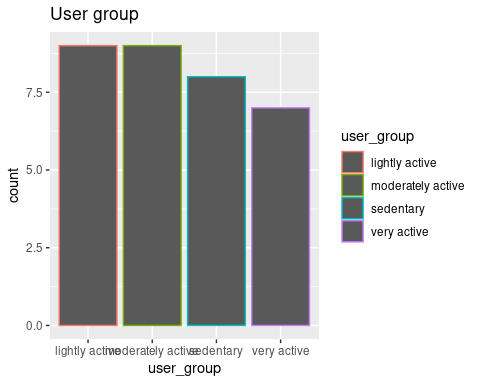 User group
7.5
5.0
2.5
0.0
count
lightly active
moderately active
sedentary
very active
user_group
user_group
lightly active
moderately active
sedentary
very active